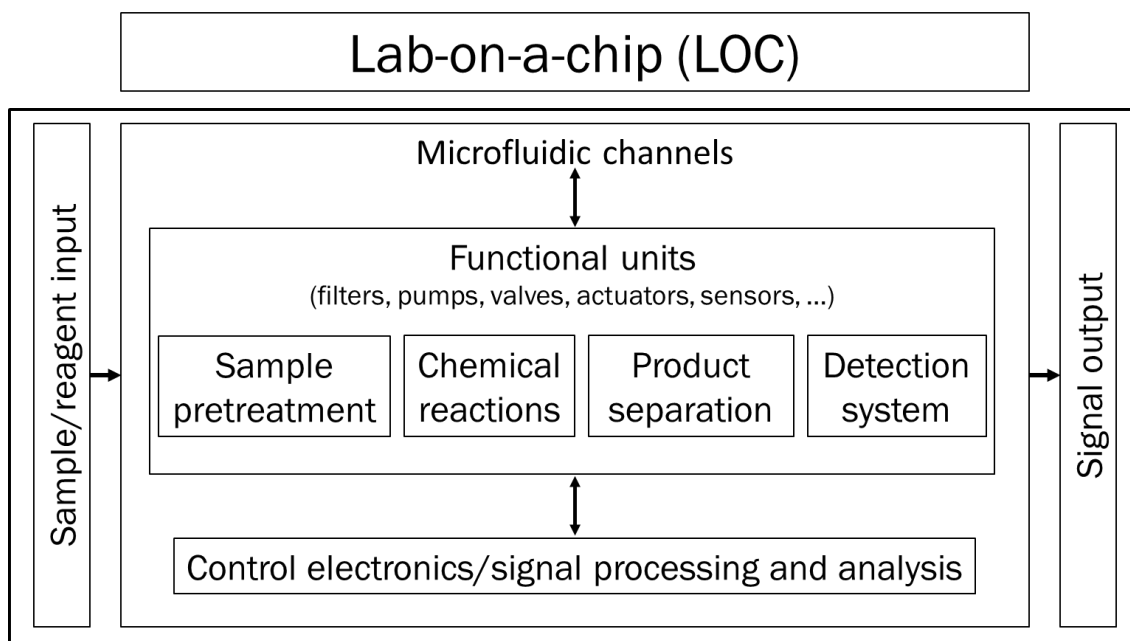 Lab-on-a-chip (LOC)
Sample/reagent input
Microfluidic channels
Functional units
(filters, pumps, valves, actuators, sensors, ...)
Sample
pretreatment
Chemical
reactions
Product
separation
Detection
system
Control electronics/signal processing and analysis
Signal output